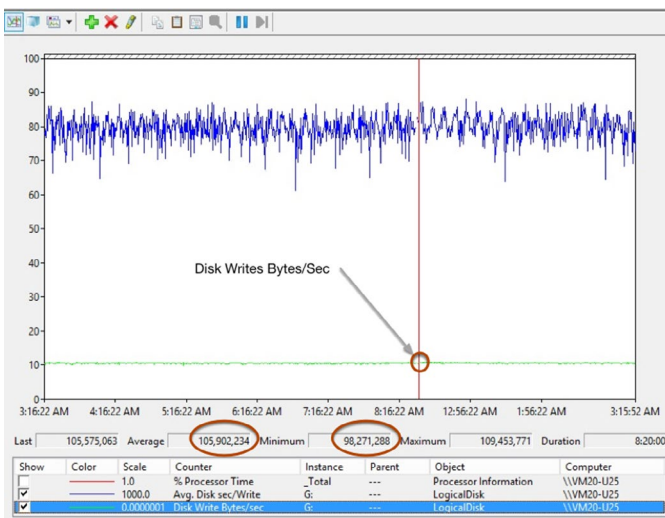 100
90
80
70
60
50
40
30
20
10
0
Disk Writes Bytes/Sec
3:16:22 AM 4:16:22 AM 5:16:22 AM 6:16:22 AM 7:16:22 AM 8:16:22 AM 12:56:22 AM 1:56:22 AM 3:15:52 AM
Last 105,575,063 Average 105,902,234 Minimum 98,271,288 Maximum 109,453,771 Duration 8:20:00
Show Color Scale Counter Instance Parent Object Computer
1.0 % Processor Time _Total --- Processor Information \\VM20-U25
1000.0 Avg. Disk sec/Write G: --- LogicalDisk \\VM20-U25
0.0000001 Disk Write Bytes/sec G: --- LogicalDisk \\VM20-U25